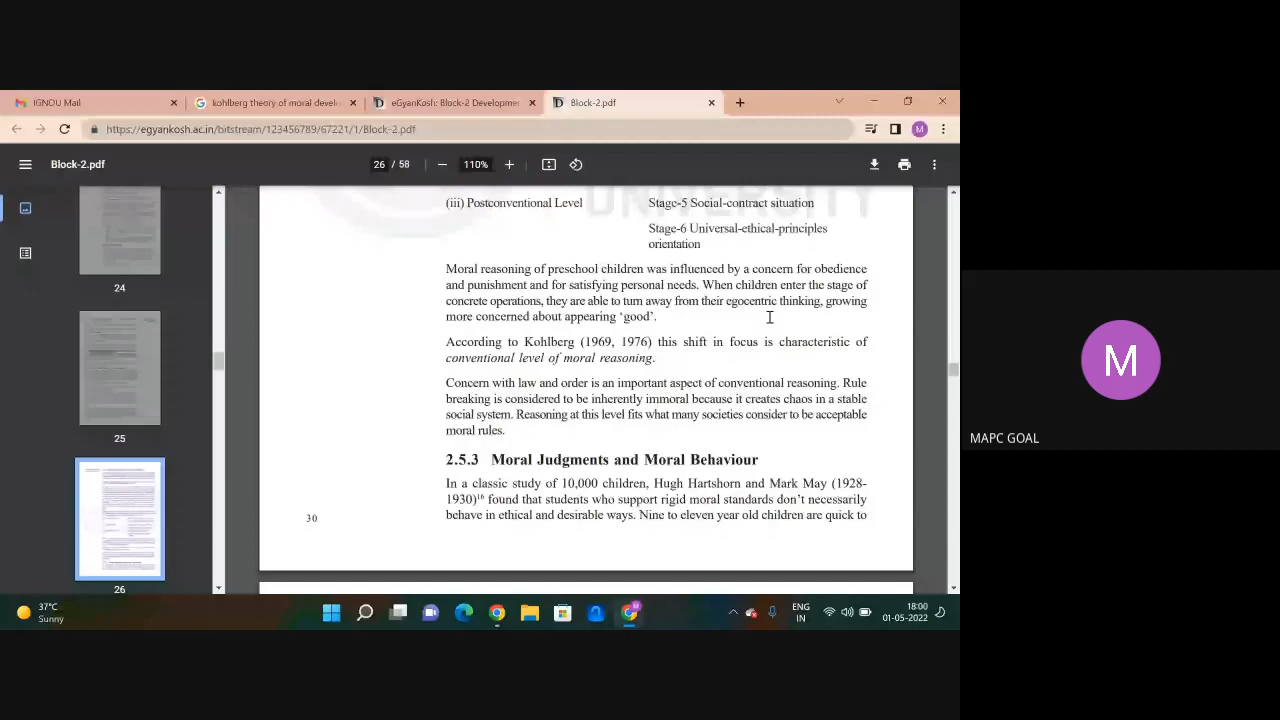 IGNOU Mail
kohlberg theory of moral devel
eGyanKosh: Block-2 Developme
Block-2.pdf
https://egyankosh.ac.in/bitstream/123456789/67221/1/Block-2.pdf
M
Block-2.pdf
26 / 58
110%
UNIVERSITY
(iii) Postconventional Level
Stage-5 Social-contract situation
Stage-6 Universal-ethical-principles
orientation
Moral reasoning of preschool children was influenced by a concern for obedience
and punishment and for satisfying personal needs. When children enter the stage of
concrete operations, they are able to turn away from their egocentric thinking, growing
more concerned about appearing ‘good’.
According to Kohlberg (1969, 1976) this shift in focus is characteristic of
conventional level of moral reasoning.
Concern with law and order is an important aspect of conventional reasoning. Rule
breaking is considered to be inherently immoral because it creates chaos in a stable
social system. Reasoning at this level fits what many societies consider to be acceptable
moral rules.
2.5.3 Moral Judgments and Moral Behaviour
In a classic study of 10,000 children, Hugh Hartshorn and Mark May (1928-
1930)16 found that students who support rigid moral standards don’t necessarily
behave in ethical and desirable ways. Nine to eleven year old children are quick to
30
24
25
26
M
MAPC GOAL
37°C
Sunny
ENG
IN
18:00
01-05-2022